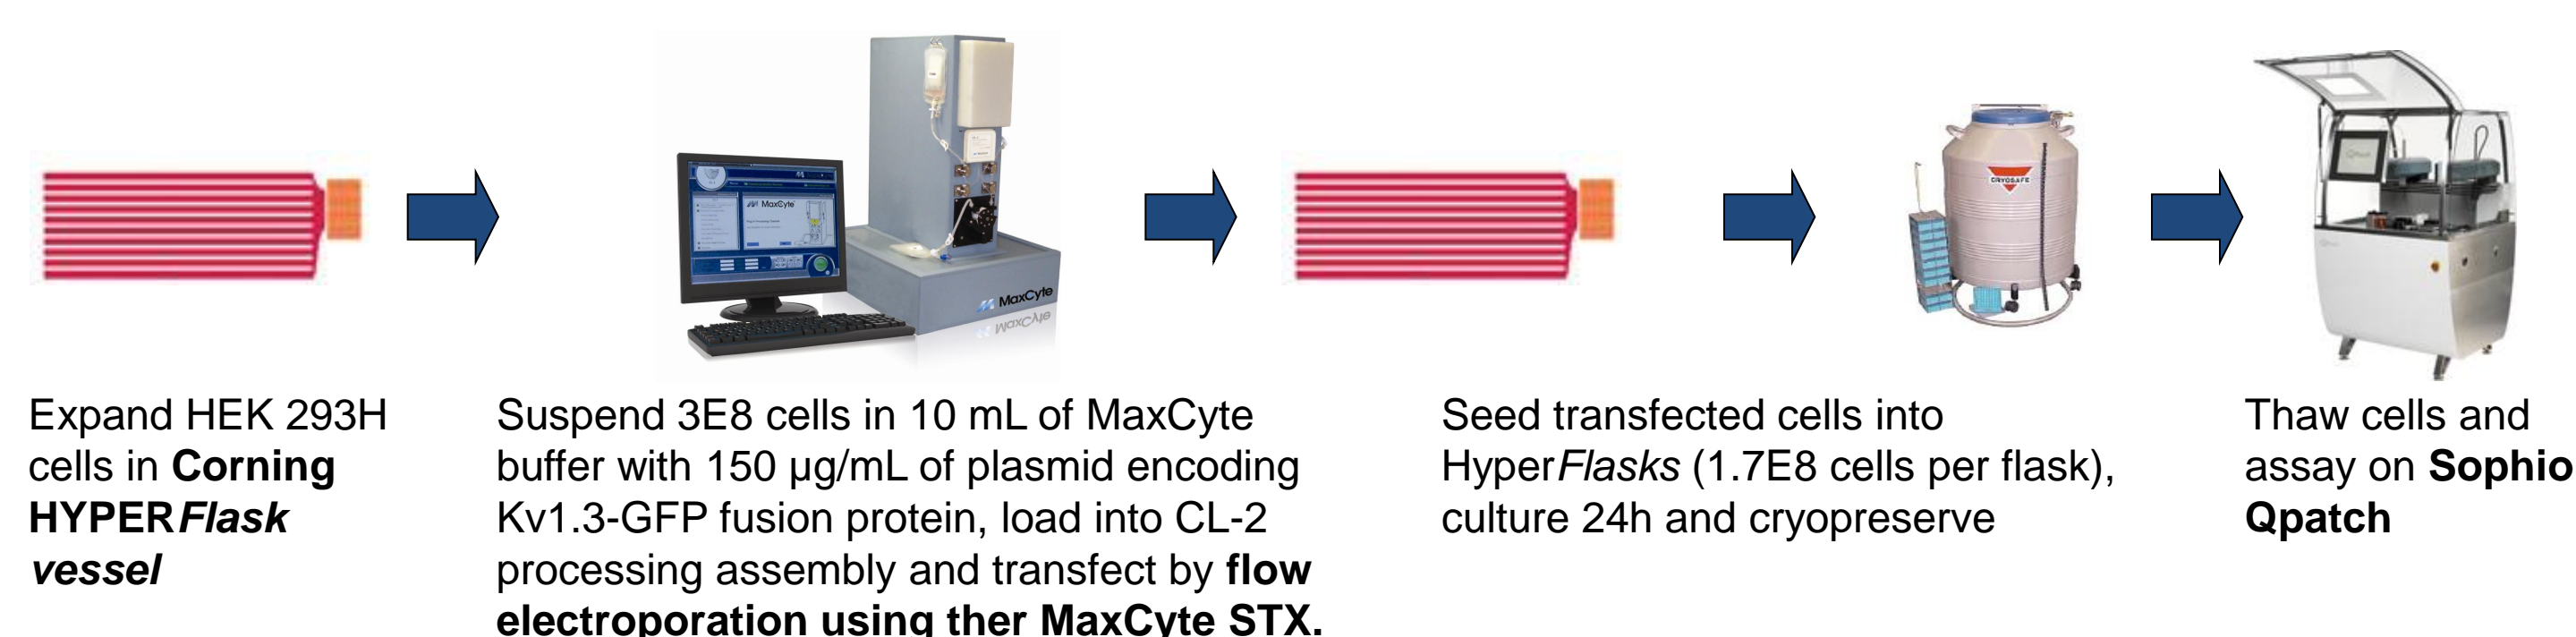 MaxCyte
MaxCyte
CRYOSAFE
Expand HEK 293H
cells in Corning
HYPERFlask
vessel
Suspend 3E8 cells in 10 mL of MaxCyte
buffer with 150 µg/mL of plasmid encoding
Kv1.3-GFP fusion protein, load into CL-2
processing assembly and transfect by flow
electroporation using ther MaxCyte STX.
Seed transfected cells into
HyperFlasks (1.7E8 cells per flask),
culture 24h and cryopreserve
Thaw cells and
assay on Sophio
Qpatch